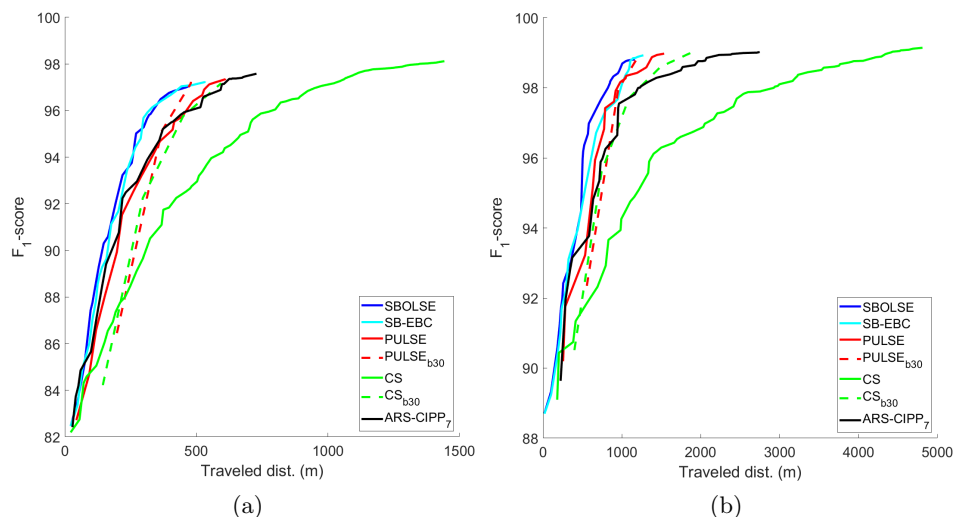 100
98
96
94
92
90
88
86
84
82
F1-score
0
500
1000
1500
Traveled dist. (m)
SBOLSE
SB-EBC
PULSE
PULSEb30
CS
CSb30
ARS-CIPP7
(a)
100
98
96
94
92
90
88
F1-score
0
1000
2000
3000
4000
5000
Traveled dist. (m)
SBOLSE
SB-EBC
PULSE
PULSEb30
CS
CSb30
ARS-CIPP7
(b)